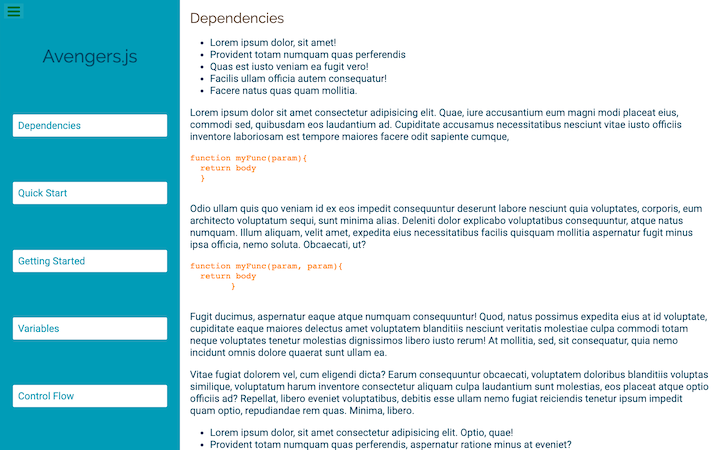 Avengers.js
Dependencies
Quick Start
Getting Started
Variables
Control Flow
Dependencies
Lorem ipsum dolor, sit amet!
Provident totam numquam quas perferendis
Quas est iusto veniam ea fugit vero!
Facilis ullam officia autem consequatur!
Facere natus quas quam mollitia.
Lorem ipsum dolor sit amet consectetur adipisicing elit. Quae, iure accusantium eum magni modi placeat eius,
commodi sed, quibusdam eos laudantium ad. Cupiditate accusamus necessitatibus nesciunt vitae iusto officiis
inventore laboriosam est tempore maiores facere odit sapiente cumque,
function myFunc(param){
return body
}
Odio ullam quis quo veniam id ex eos impedit consequuntur deserunt labore nesciunt quia voluptates, corporis, eum
architecto voluptatum sequi, sunt minima alias. Deleniti dolor explicabo voluptatibus consequuntur, atque natus
numquam. Illum aliquam, velit amet, expedita eius necessitatibus facilis quisquam mollitia aspernatur fugit minus
ipsa officia, nemo soluta. Obcaecati, ut?
function myFunc(param, param){
return body
}
Fugit ducimus, aspernatur eaque atque numquam consequuntur! Quod, natus possimus expedita eius at id voluptate,
cupiditate eaque maiores delectus amet voluptatem blanditiis nesciunt veritatis molestiae culpa commodi totam
neque voluptates tenetur molestias dignissimos libero iusto rerum! At mollitia, sed, sit consequatur, quia nemo
incidunt omnis dolore quaerat sunt ullam ea.
Vitae fugiat dolorem vel, cum eligendi dicta? Earum consequuntur obcaecati, voluptatem doloribus blanditiis voluptas
similique, voluptatum harum inventore consectetur aliquam culpa laudantium sunt molestias, eos placeat atque optio
officiis ad? Repellat, libero eveniet voluptatibus, debitis esse ullam nemo fugiat reiciendis tenetur ipsum impedit
quam optio, repudiandae rem quas. Minima, libero.
Lorem ipsum dolor, sit amet consectetur adipisicing elit. Optio, quae!
Provident totam numquam quas perferendis, aspernatur ratione minus at eveniet?